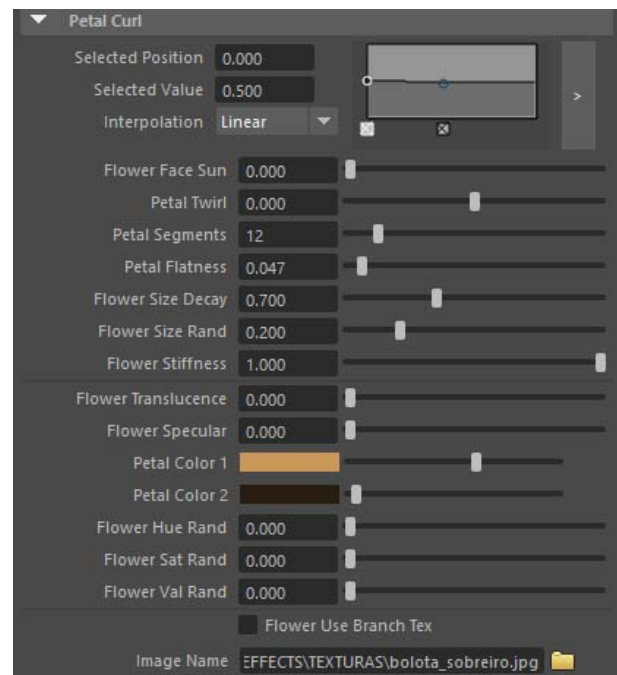 Petal Curl
Selected Position 0.000
Selected Value 0.500
Interpolation Linear
>
Flower Face Sun 0.000
Petal Twirl 0.000
Petal Segments 12
Petal Flatness 0.047
Flower Size Decay 0.700
Flower Size Rand 0.200
Flower Stiffness 1.000
Flower Translucence 0.000
Flower Specular 0.000
Petal Color 1
Petal Color 2
Flower Hue Rand 0.000
Flower Sat Rand 0.000
Flower Val Rand 0.000
Flower Use Branch Tex
Image Name EFFECTS\TEXTURAS\bolota_sobreiro.jpg